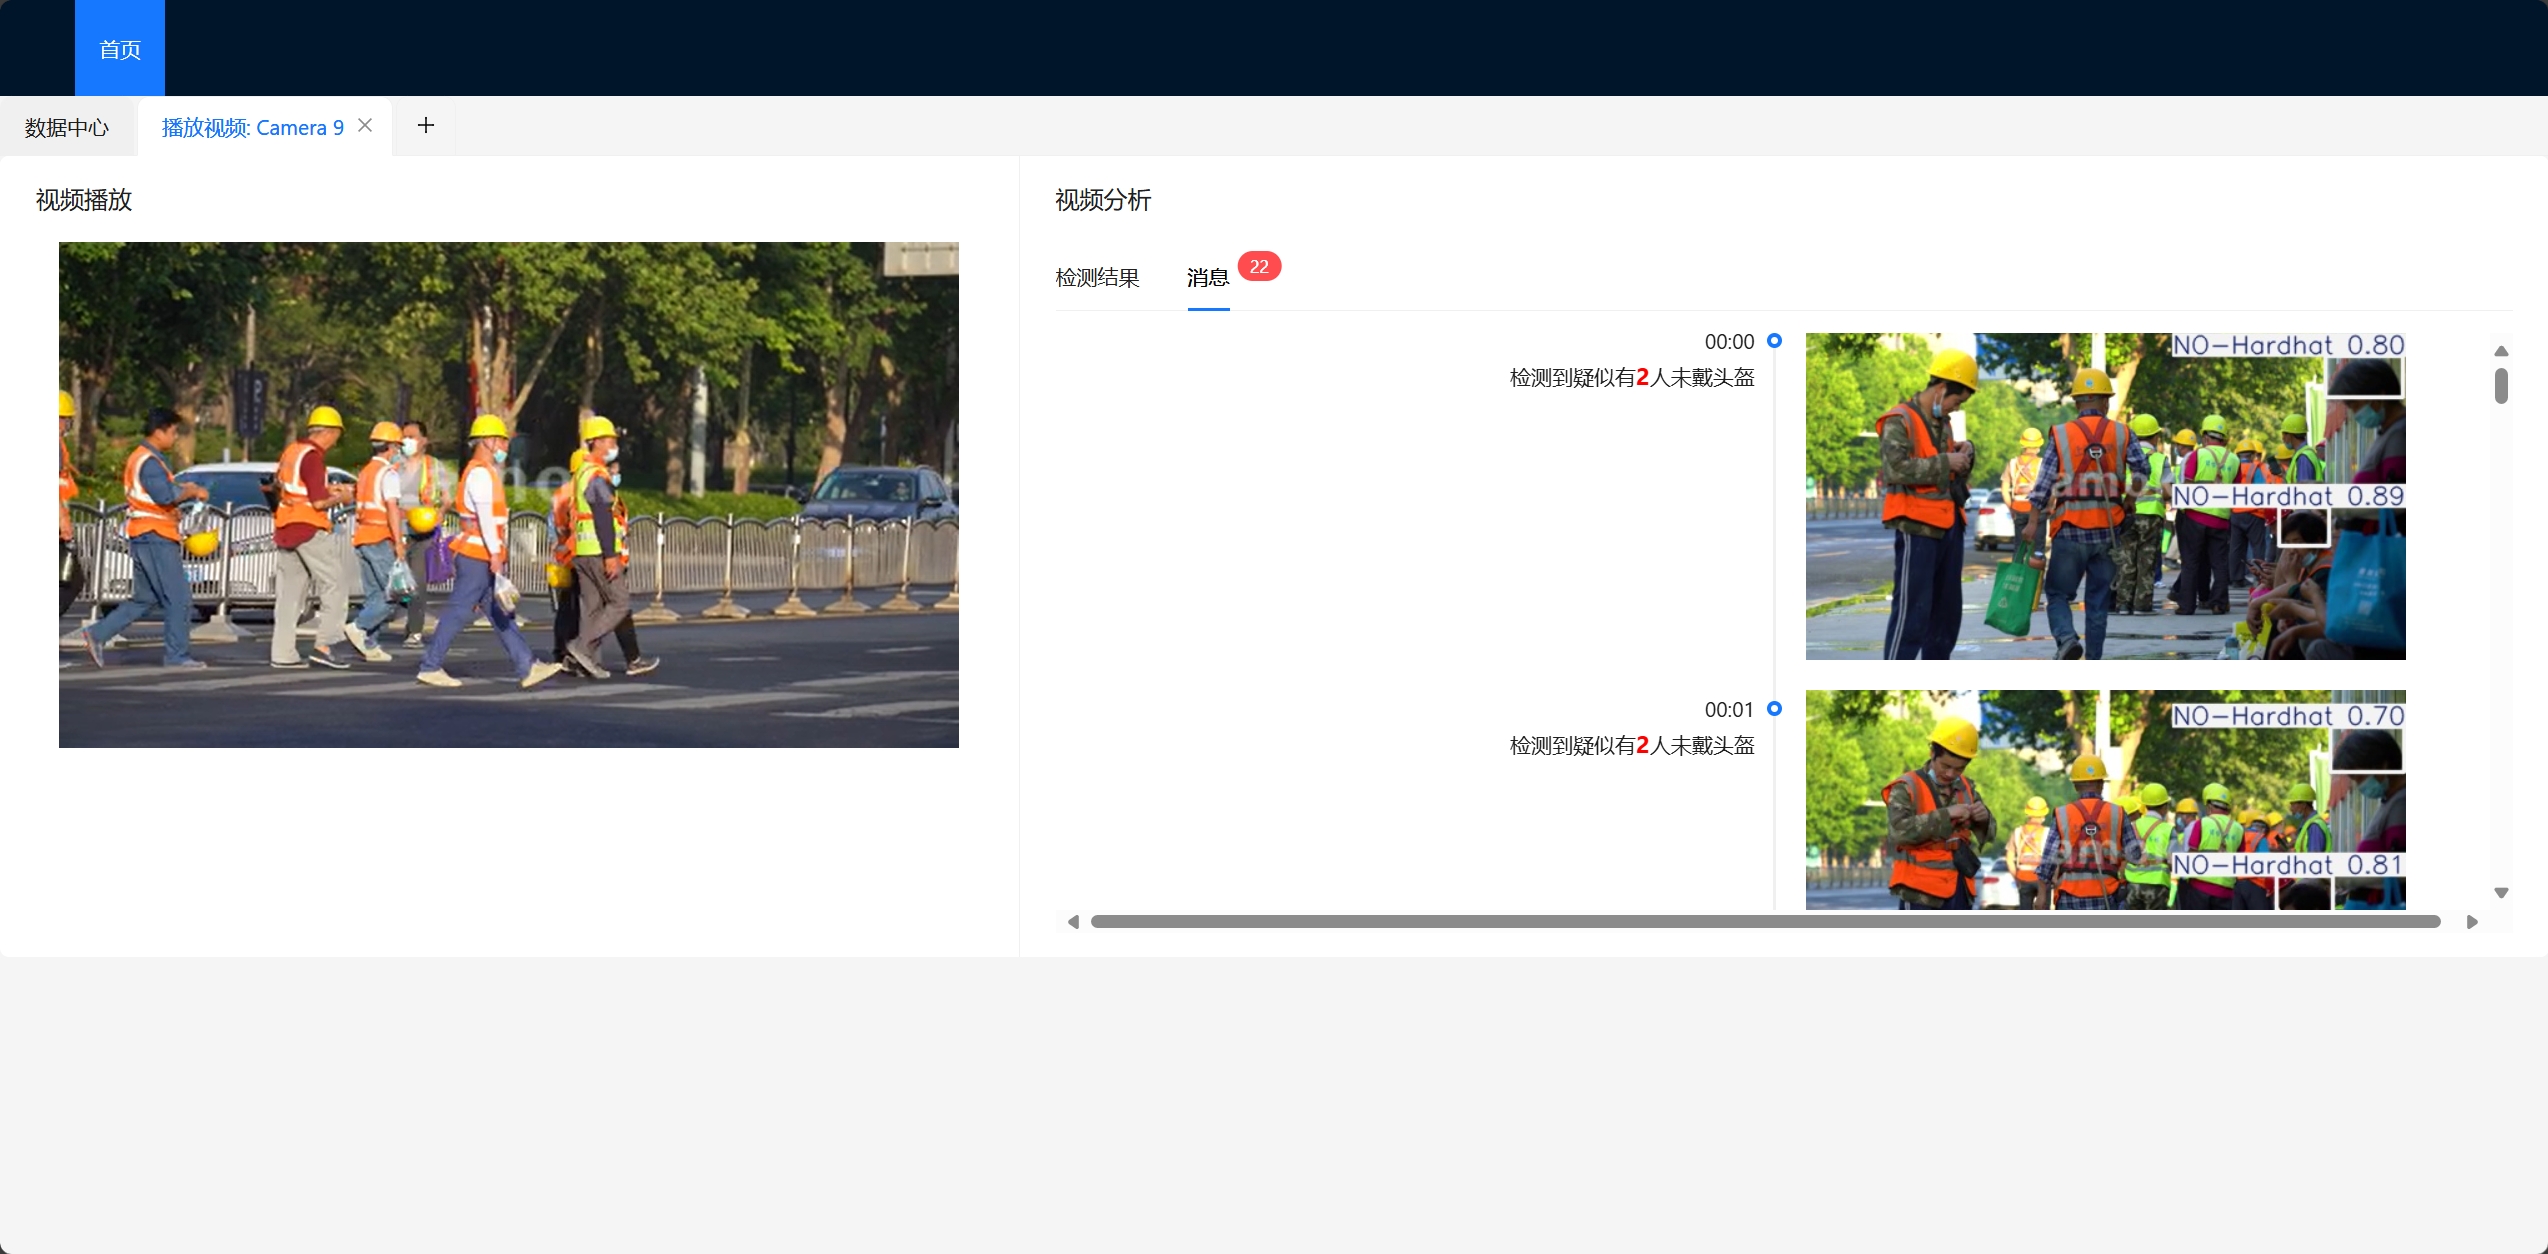 首页
数据中心
播放视频: Camera 9
视频播放
视频分析
检测结果
消息
22
00:00
检测到疑似有2人未戴头盔
NO-Hardhat 0.80
NO-Hardhat 0.89
00:01
检测到疑似有2人未戴头盔
NO-Hardhat 0.70
NO-Hardhat 0.81